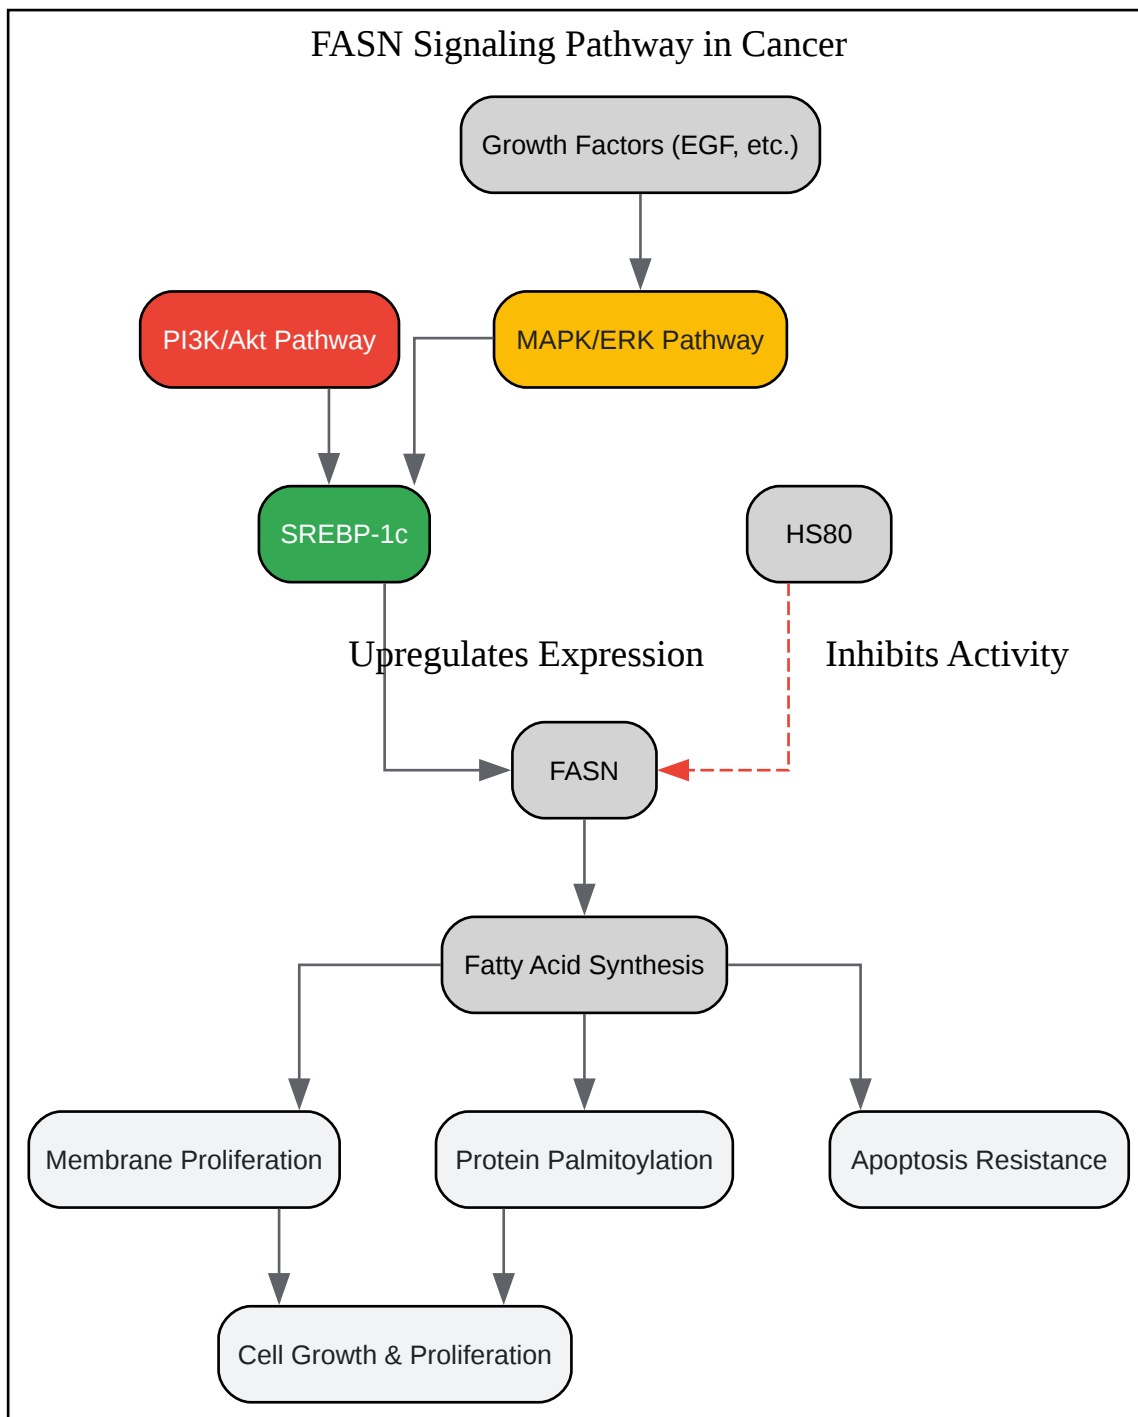 FASN Signaling Pathway in Cancer
Growth Factors (EGF, etc.)
PI3K/Akt Pathway
MAPK/ERK Pathway
SREBP-1c
HS80
Upregulates Expression
Inhibits Activity
FASN
Fatty Acid Synthesis
Membrane Proliferation
Protein Palmitoylation
Apoptosis Resistance
Cell Growth & Proliferation